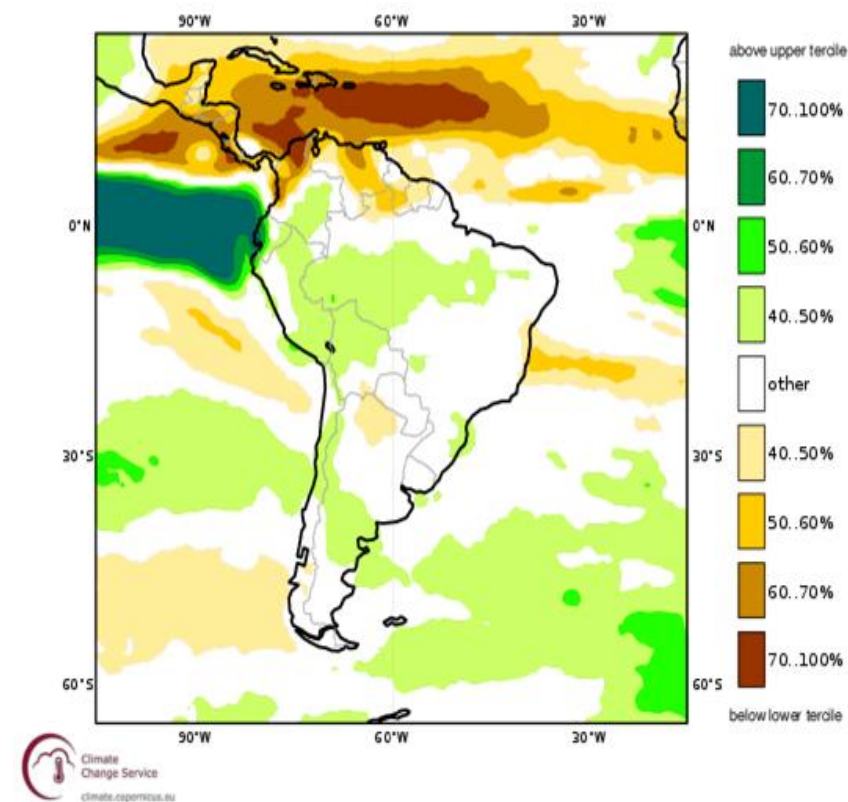 90°W 60°W 30°W
above upper tercile
70..100%
60..70%
0°N 0°N
50..60%
40..50%
other
30°S 30°S
40..50%
50..60%
60..70%
70..100%
60°S 60°S
below lower tercile
90°W 60°W 30°W
Climate
Change Service
climate.copernicus.eu